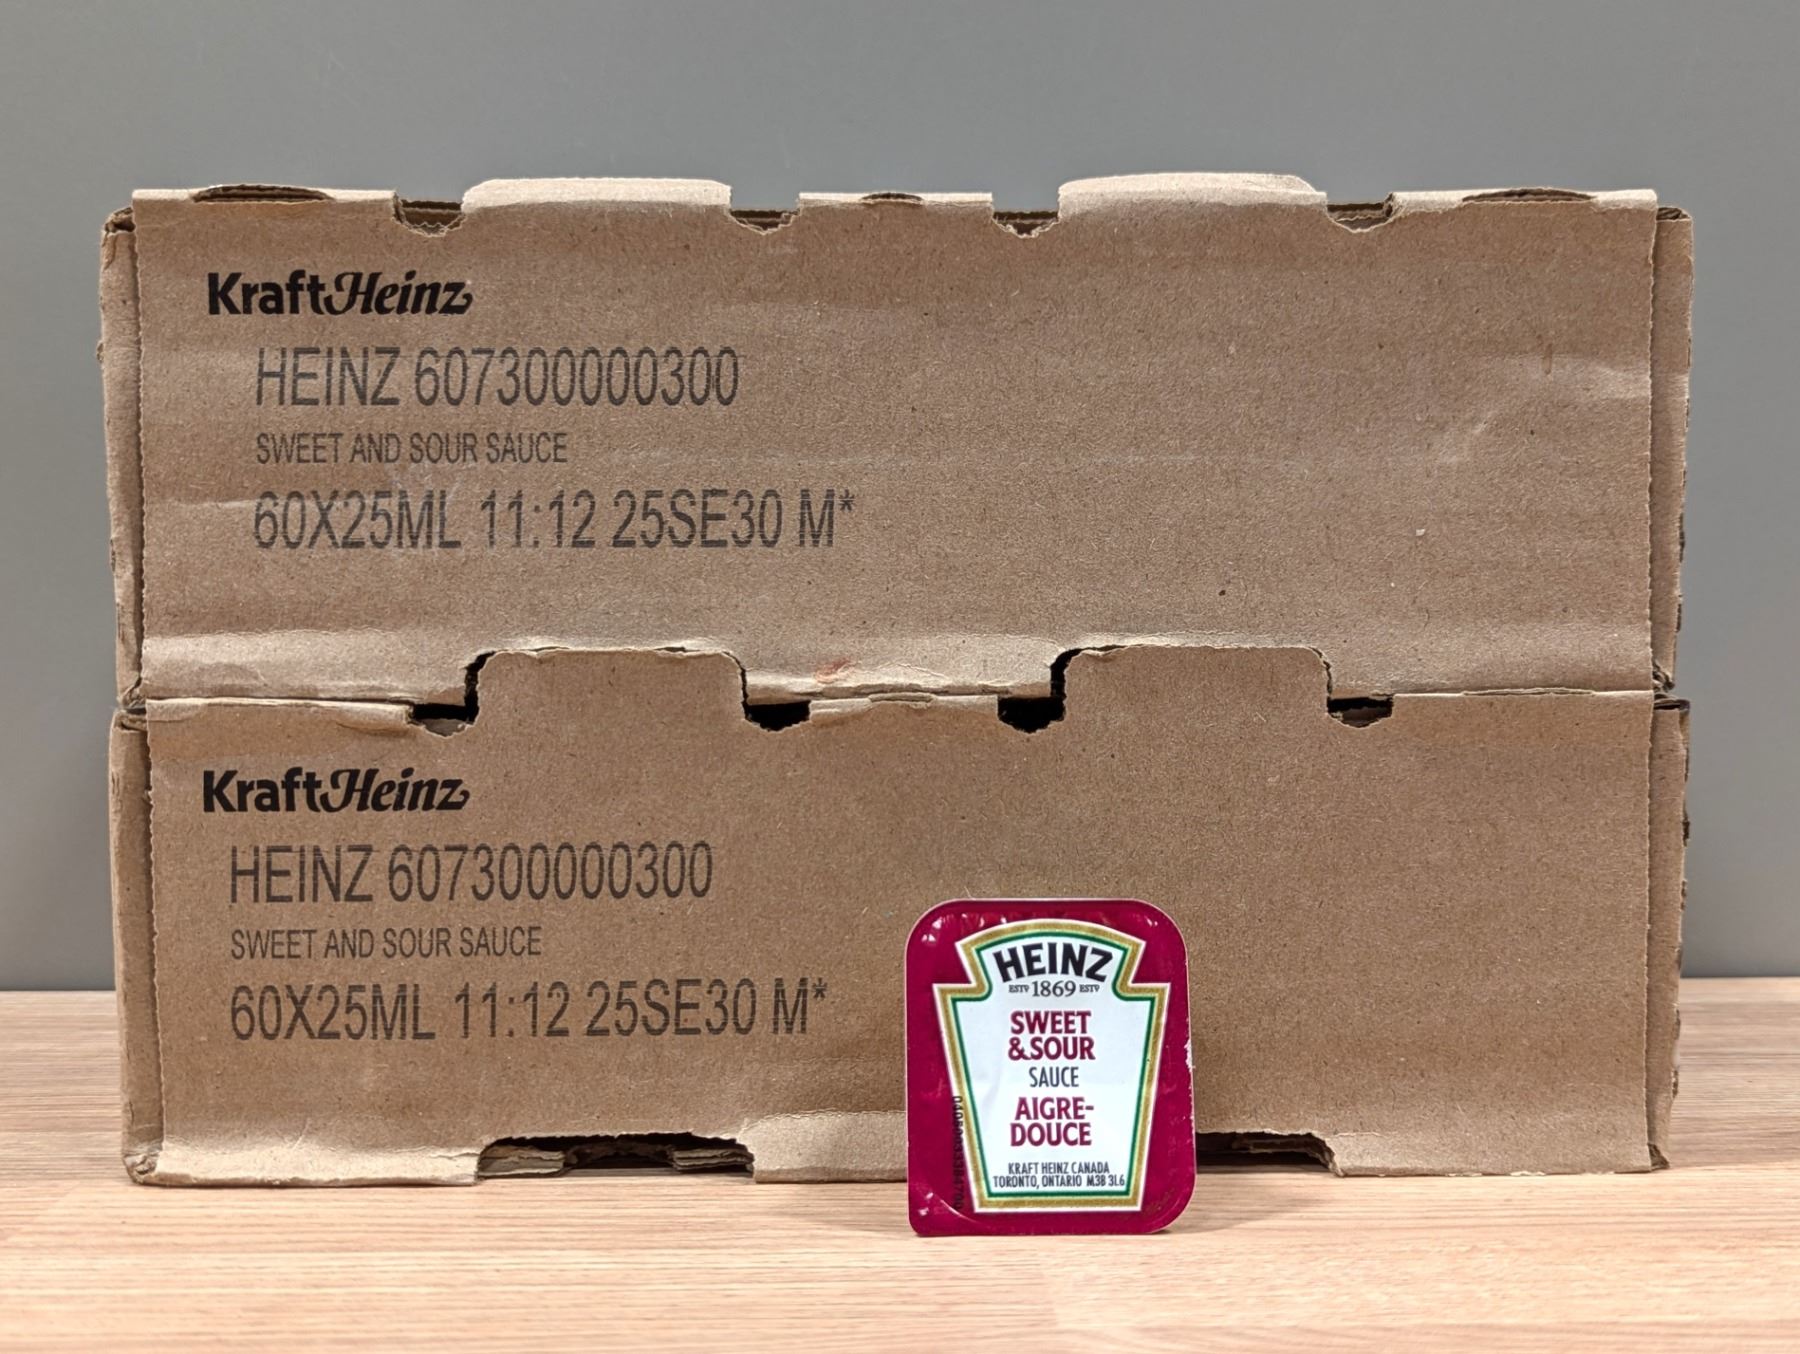 KraftHeinz
HEINZ 607300000300
SWEET AND SOUR SAUCE
60X25ML 11:12 25SE30 M*
KraftHeinz
HEINZ 607300000300
SWEET AND SOUR SAUCE
60X25ML 11:12 25SE30 M*
HEINZ
ESTD 1869 ESTD
SWEET
& SOUR
SAUCE
AIGRE-
DOUCE
KRAFT HEINZ CANADA
TORONTO, ONTARIO M3B 3L6